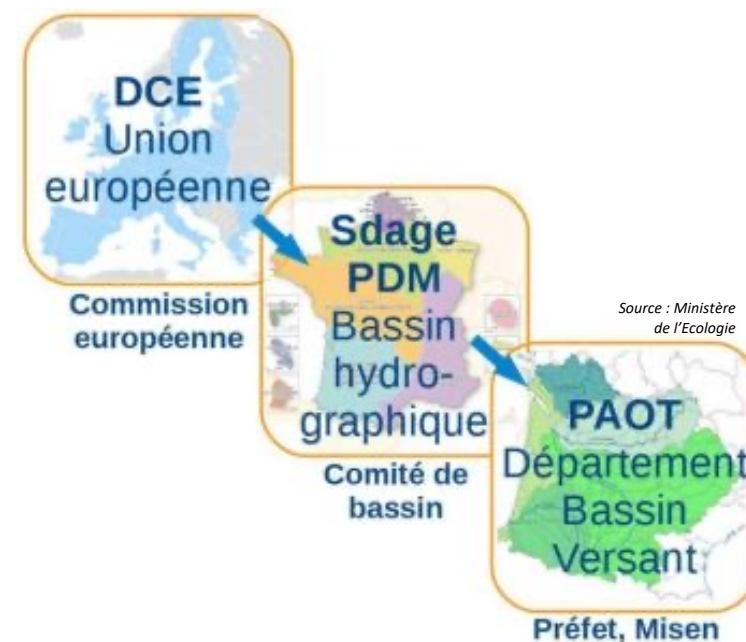 DCE
Union
européenne
Commission
européenne
Sdage
PDM
Bassin
hydro-
graphique
Comité de
bassin
Source : Ministère
de l'Ecologie
PAOT
Département
Bassin
Versant
Préfet, Misen